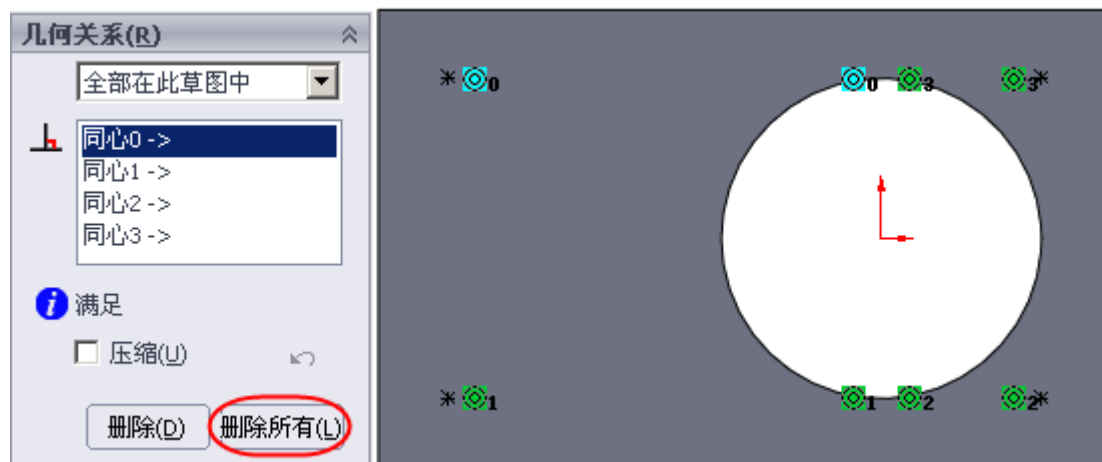 几何关系(R)
全部在此草图中
同心0 ->
同心1 ->
同心2 ->
同心3 ->
满足
压缩(U)
删除(D) 删除所有(L)
0 0 3 3
1 1 2 2